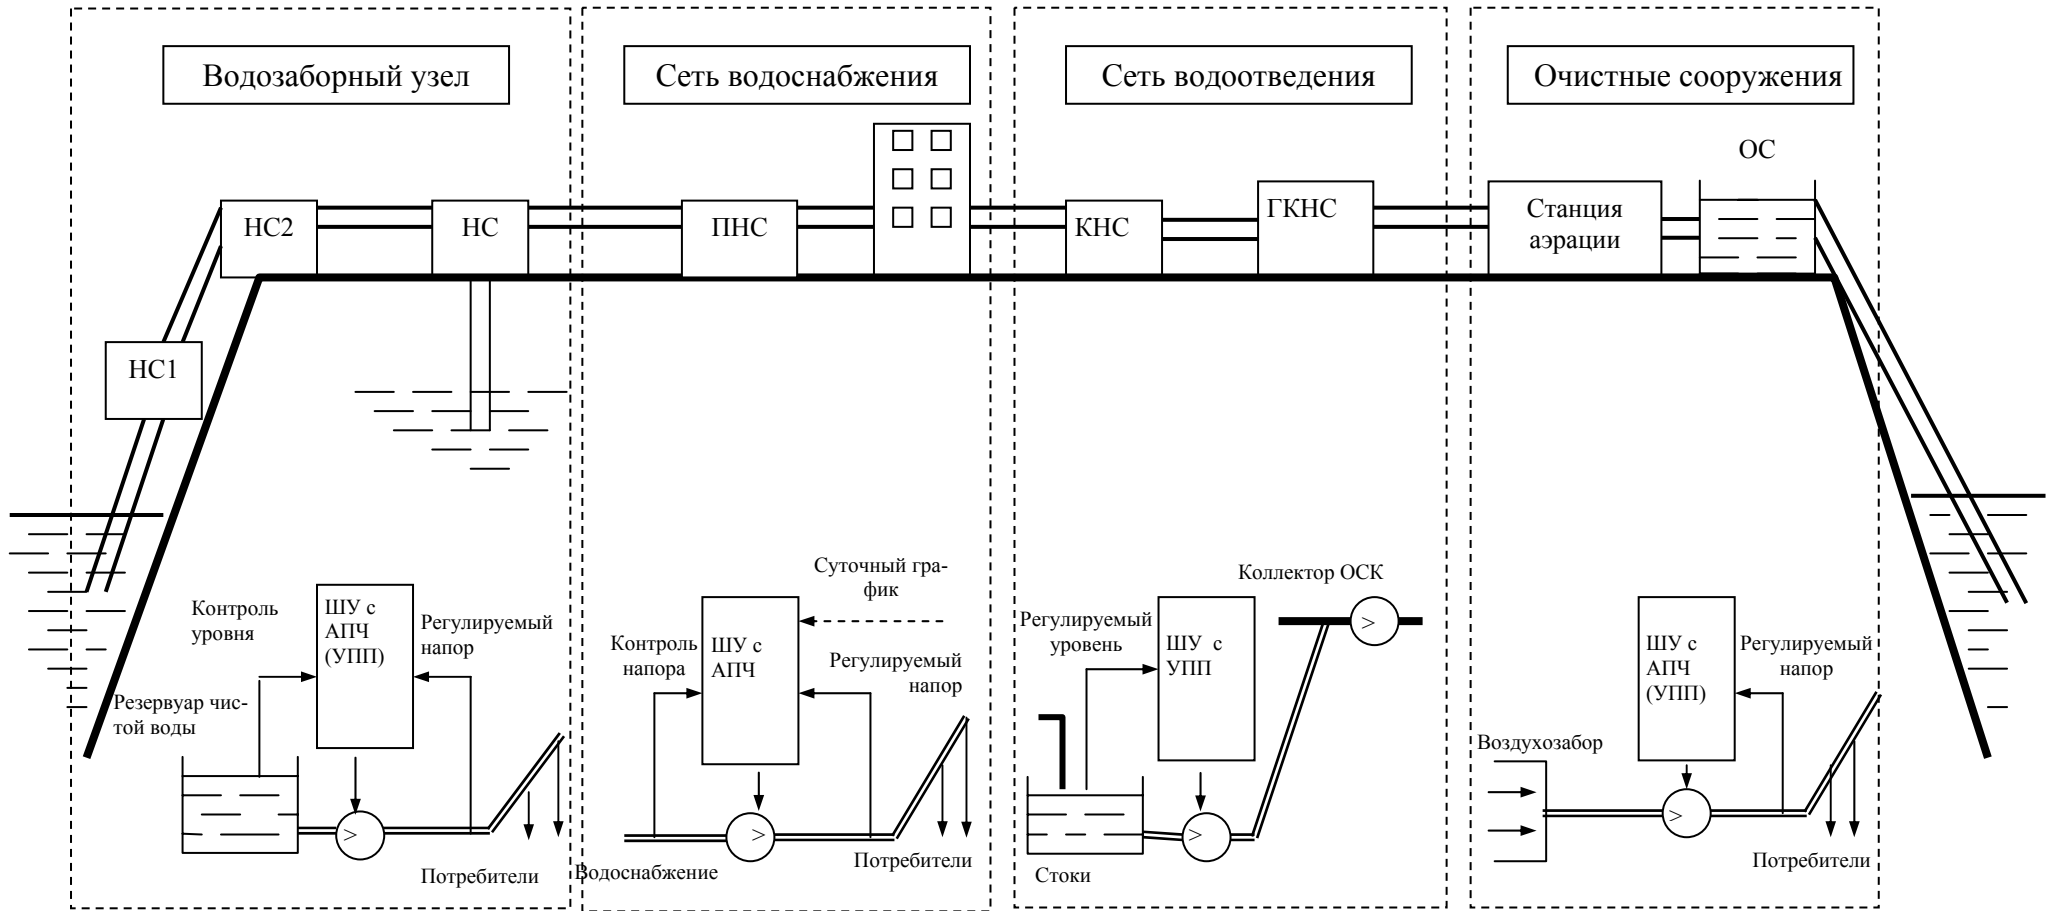 Водозаборный узел
Сеть водоснабжения
Сеть водоотведения
Очистные сооружения
ОС
НС2
НС
ПНС
КНС
ГКНС
Станция
аэрации
НС1
Контроль
уровня
ШУ с
АПЧ
(УПП)
Регулируемый
напор
Резервуар чис-
той воды
Потребители
Суточный гра-
фик
Контроль
напора
ШУ с
АПЧ
Регулируемый
напор
Водоснабжение
Потребители
Коллектор ОСК
Регулируемый
уровень
ШУ с
УПП
>
Стоки
ШУ с
АПЧ
(УПП)
Регулируемый
напор
Воздухозабор
>
>
>
>
Потребители